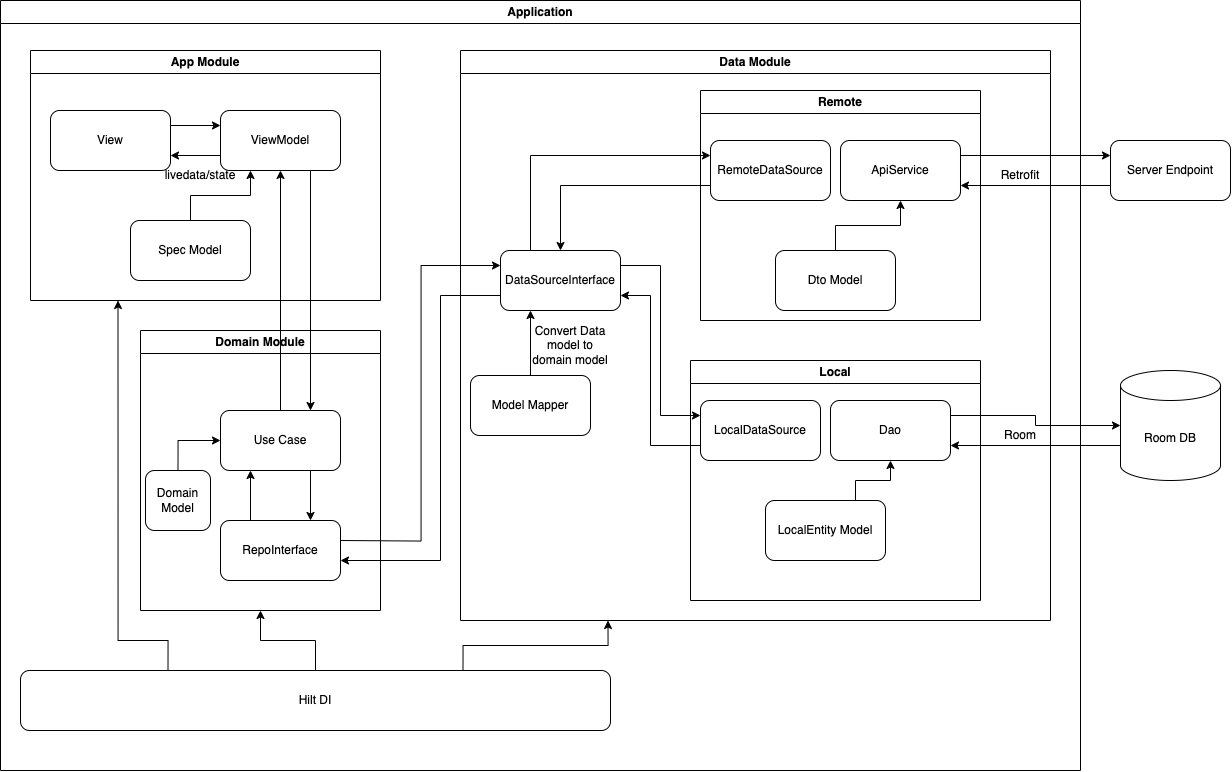 Application
App Module
View
ViewModel
livedata/state
Spec Model
Domain Module
Use Case
Domain
Model
RepoInterface
Data Module
Remote
RemoteDataSource
ApiService
Dto Model
Retrofit
Server Endpoint
DataSourceInterface
Convert Data
model to
domain model
Model Mapper
Local
LocalDataSource
Dao
LocalEntity Model
Room
Room DB
Hilt DI